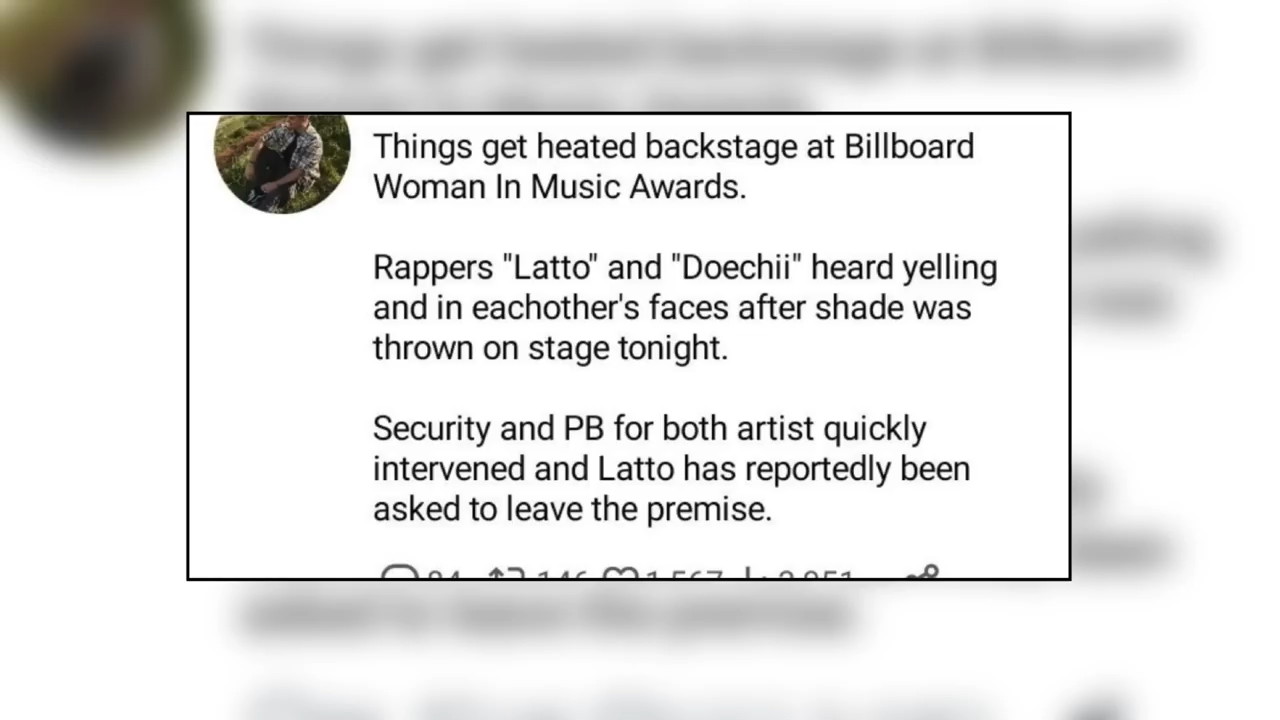 Things get heated backstage at Billboard
Woman In Music Awards.
Rappers "Latto" and "Doechii" heard yelling
and in eachother's faces after shade was
thrown on stage tonight.
Security and PB for both artist quickly
intervened and Latto has reportedly been
asked to leave the premise.